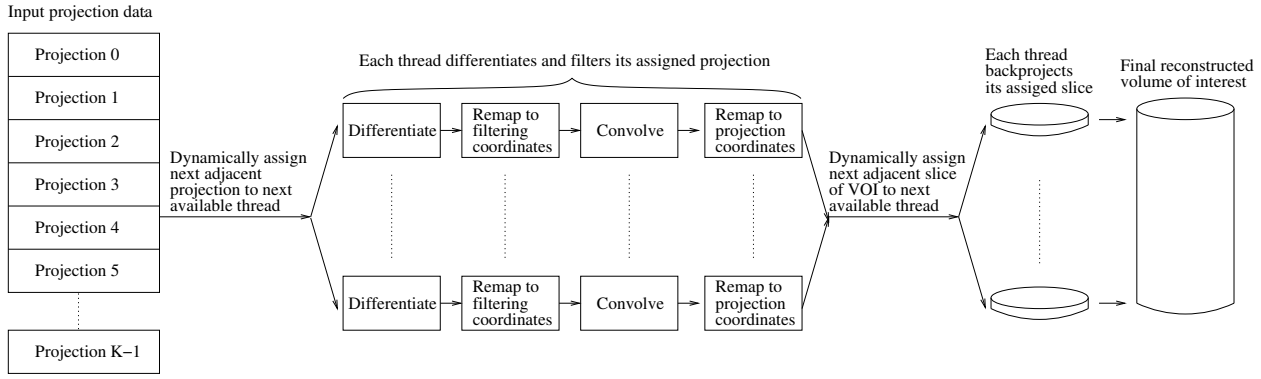 Input projection data
Projection 0
Projection 1
Projection 2
Projection 3
Projection 4
Projection 5
Projection K−1
Dynamically assign
next adjacent
projection to next
available thread
Each thread differentiates and filters its assigned projection
Differentiate
Remap to
filtering
coordinates
Convolve
Remap to
projection
coordinates
Differentiate
Remap to
filtering
coordinates
Convolve
Remap to
projection
coordinates
Dynamically assign
next adjacent slice
of VOI to next
available thread
Each thread
backprojects
its assiged slice
Final reconstructed
volume of interest